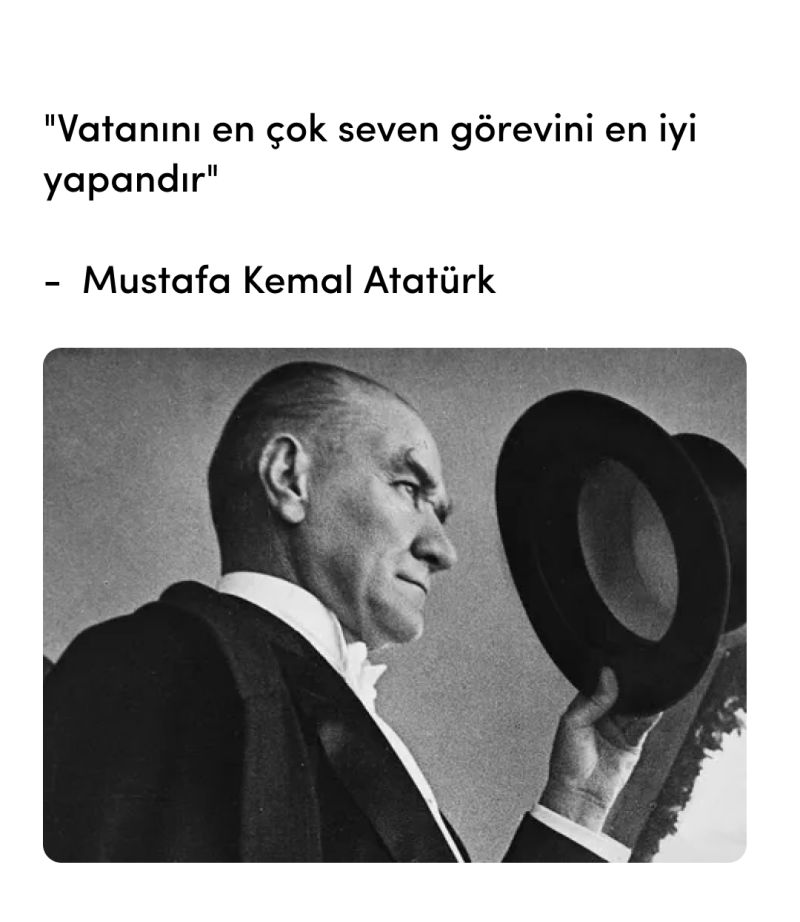 "Vatanını en çok seven görevini en iyi
yapandır"
- Mustafa Kemal Atatürk